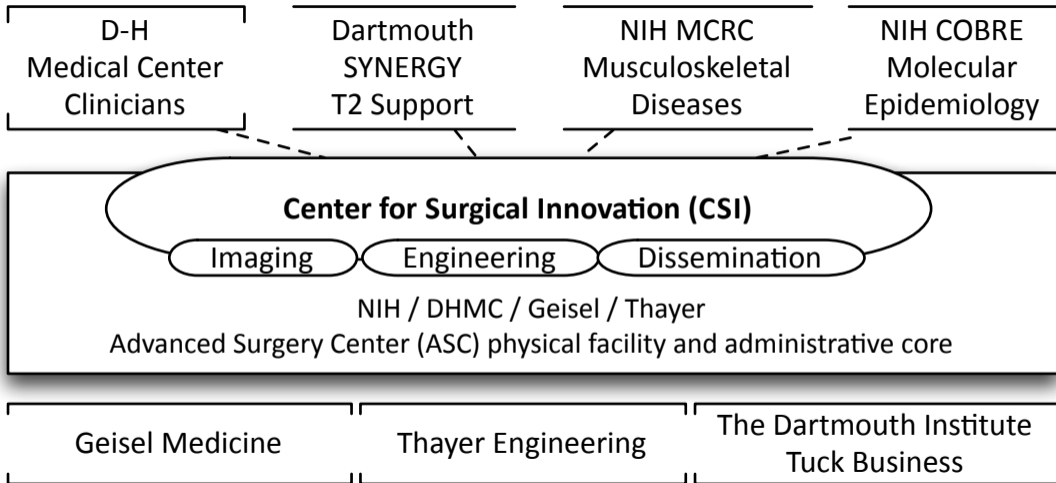 D-H
Medical Center
Clinicians
Dartmouth
SYNERGY
T2 Support
NIH MCRC
Musculoskeletal
Diseases
NIH COBRE
Molecular
Epidemiology
Center for Surgical Innovation (CSI)
Imaging
Engineering
Dissemination
NIH / DHMC / Geisel / Thayer
Advanced Surgery Center (ASC) physical facility and administrative core
Geisel Medicine
Thayer Engineering
The Dartmouth Institute
Tuck Business